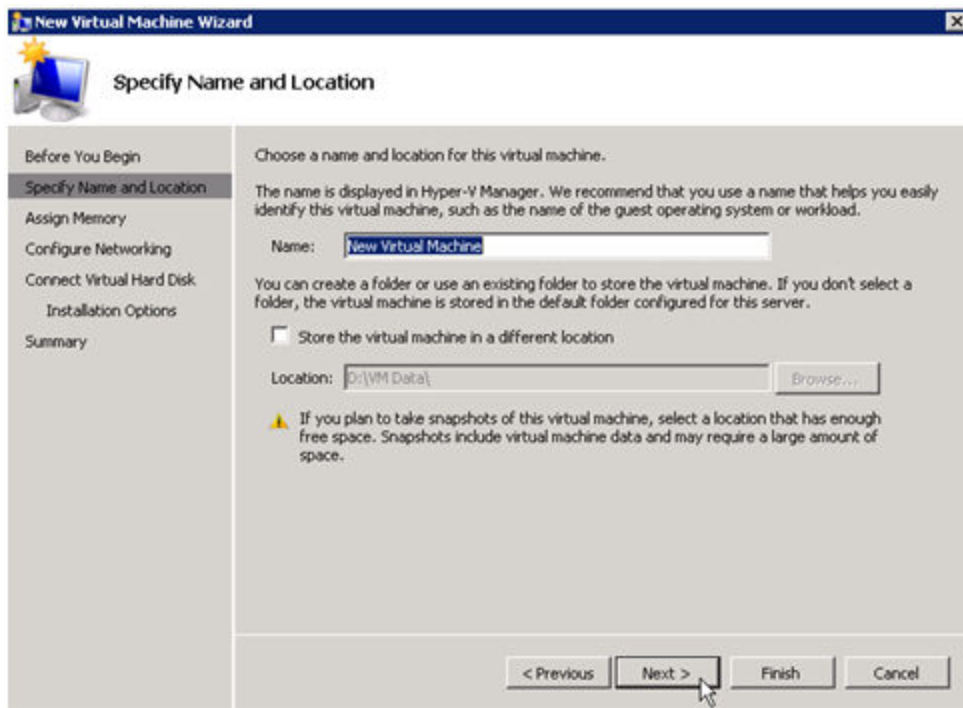 New Virtual Machine Wizard
Specify Name and Location
Before You Begin
Specify Name and Location
Assign Memory
Configure Networking
Connect Virtual Hard Disk
Installation Options
Summary
Choose a name and location for this virtual machine.
The name is displayed in Hyper-V Manager. We recommend that you use a name that helps you easily
identify this virtual machine, such as the name of the guest operating system or workload.
Name: New Virtual Machine
You can create a folder or use an existing folder to store the virtual machine. If you don't select a
folder, the virtual machine is stored in the default folder configured for this server.
Store the virtual machine in a different location
Location: D:\VM Data\ Browse...
If you plan to take snapshots of this virtual machine, select a location that has enough
free space. Snapshots include virtual machine data and may require a large amount of
space.
< Previous Next > Finish Cancel